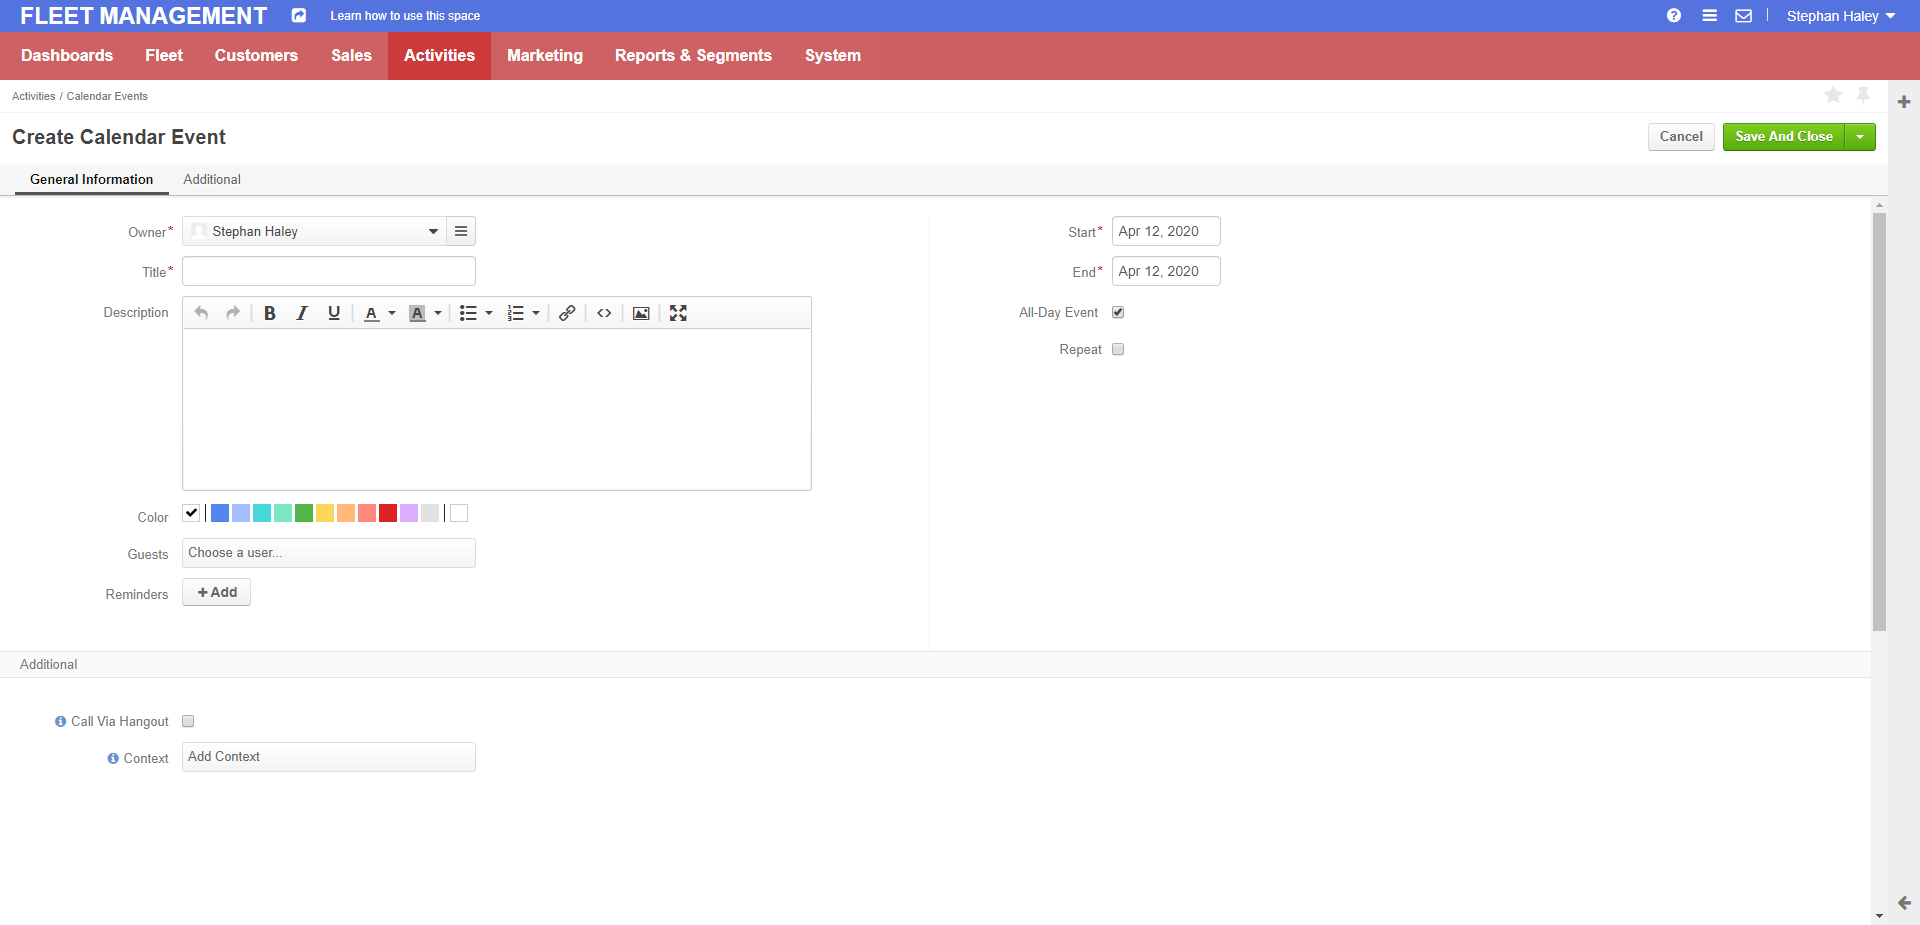 FLEET MANAGEMENT
Learn how to use this space
Stephan Haley
Dashboards
Fleet
Customers
Sales
Activities
Marketing
Reports & Segments
System
Activities / Calendar Events
Create Calendar Event
Cancel
Save And Close
General Information
Additional
Owner*
Stephan Haley
Title*
Description
Color
Guests
Choose a user...
Reminders
Add
Start*
Apr 12, 2020
End*
Apr 12, 2020
All-Day Event
Repeat
Additional
Call Via Hangout
Context
Add Context